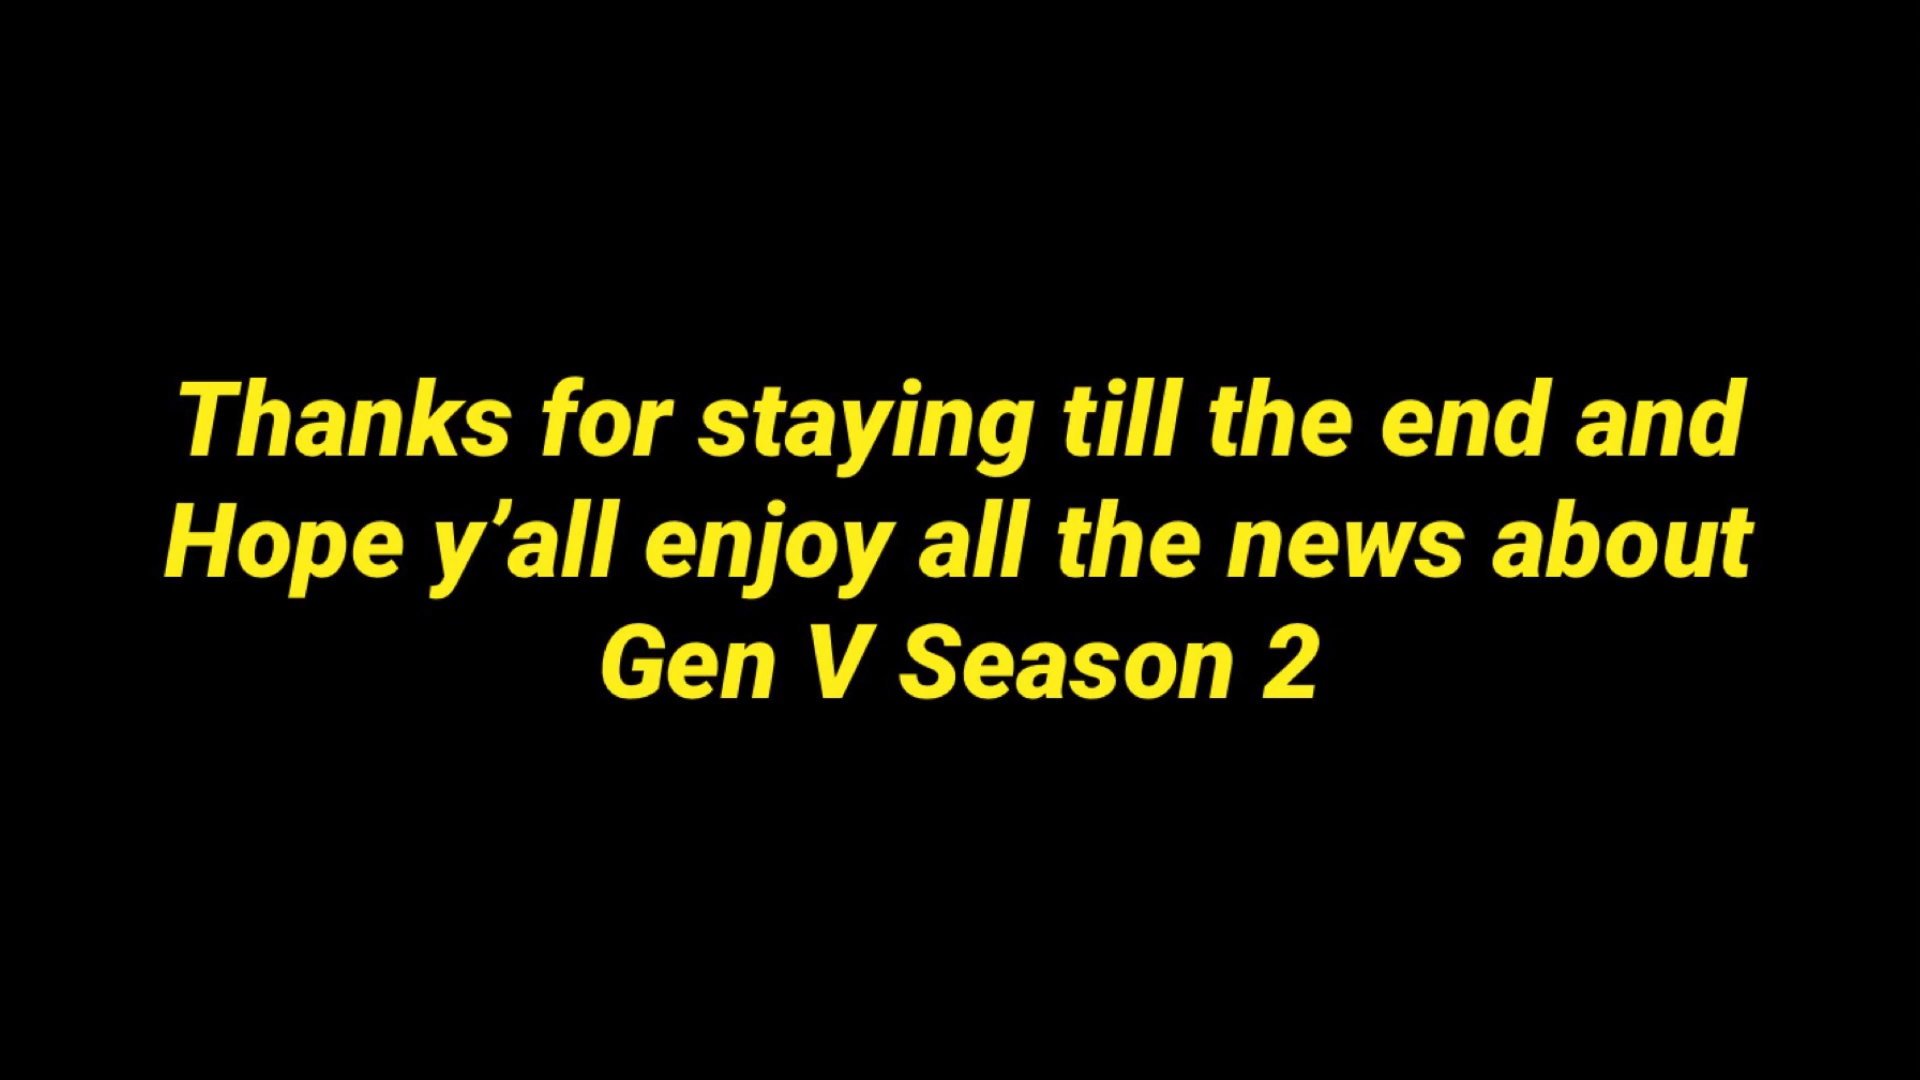 Thanks for staying till the end and
Hope y’all enjoy all the news about
Gen V Season 2